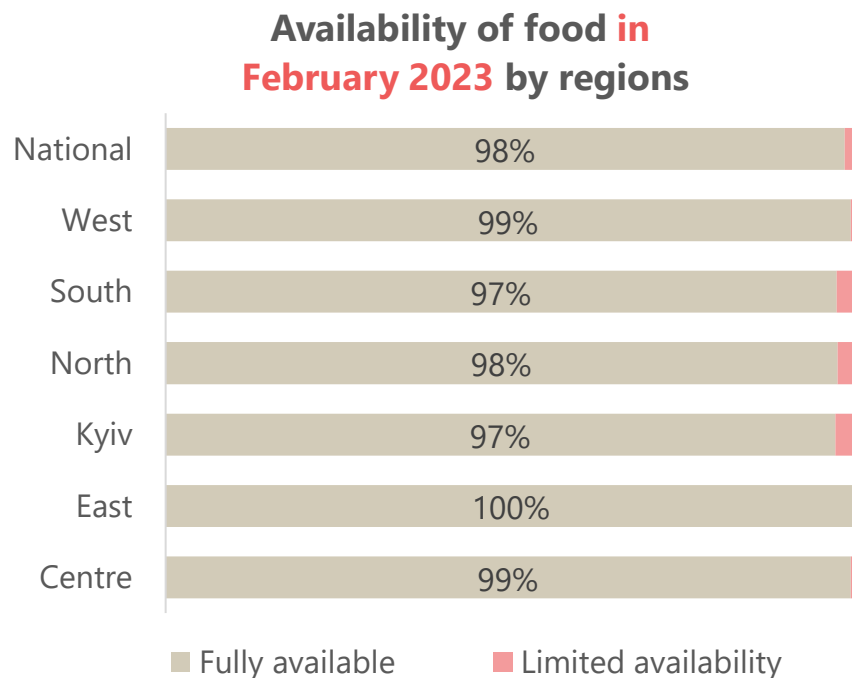 Availability of food in
February 2023 by regions
National 98%
West 99%
South 97%
North 98%
Kyiv 97%
East 100%
Centre 99%
Fully available Limited availability